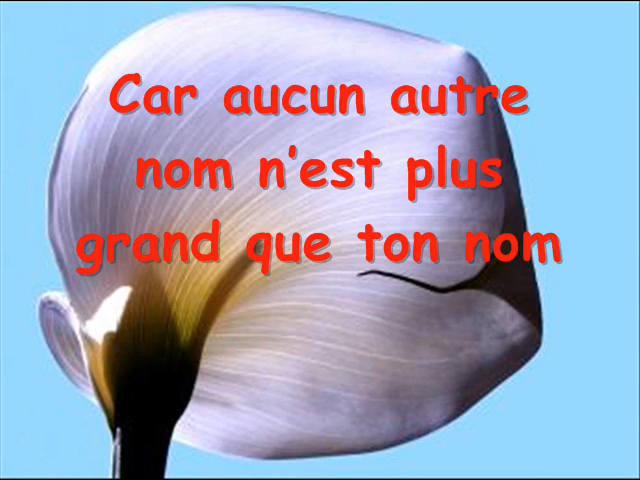 Car aucun autre
nom n'est plus
grand que ton nom